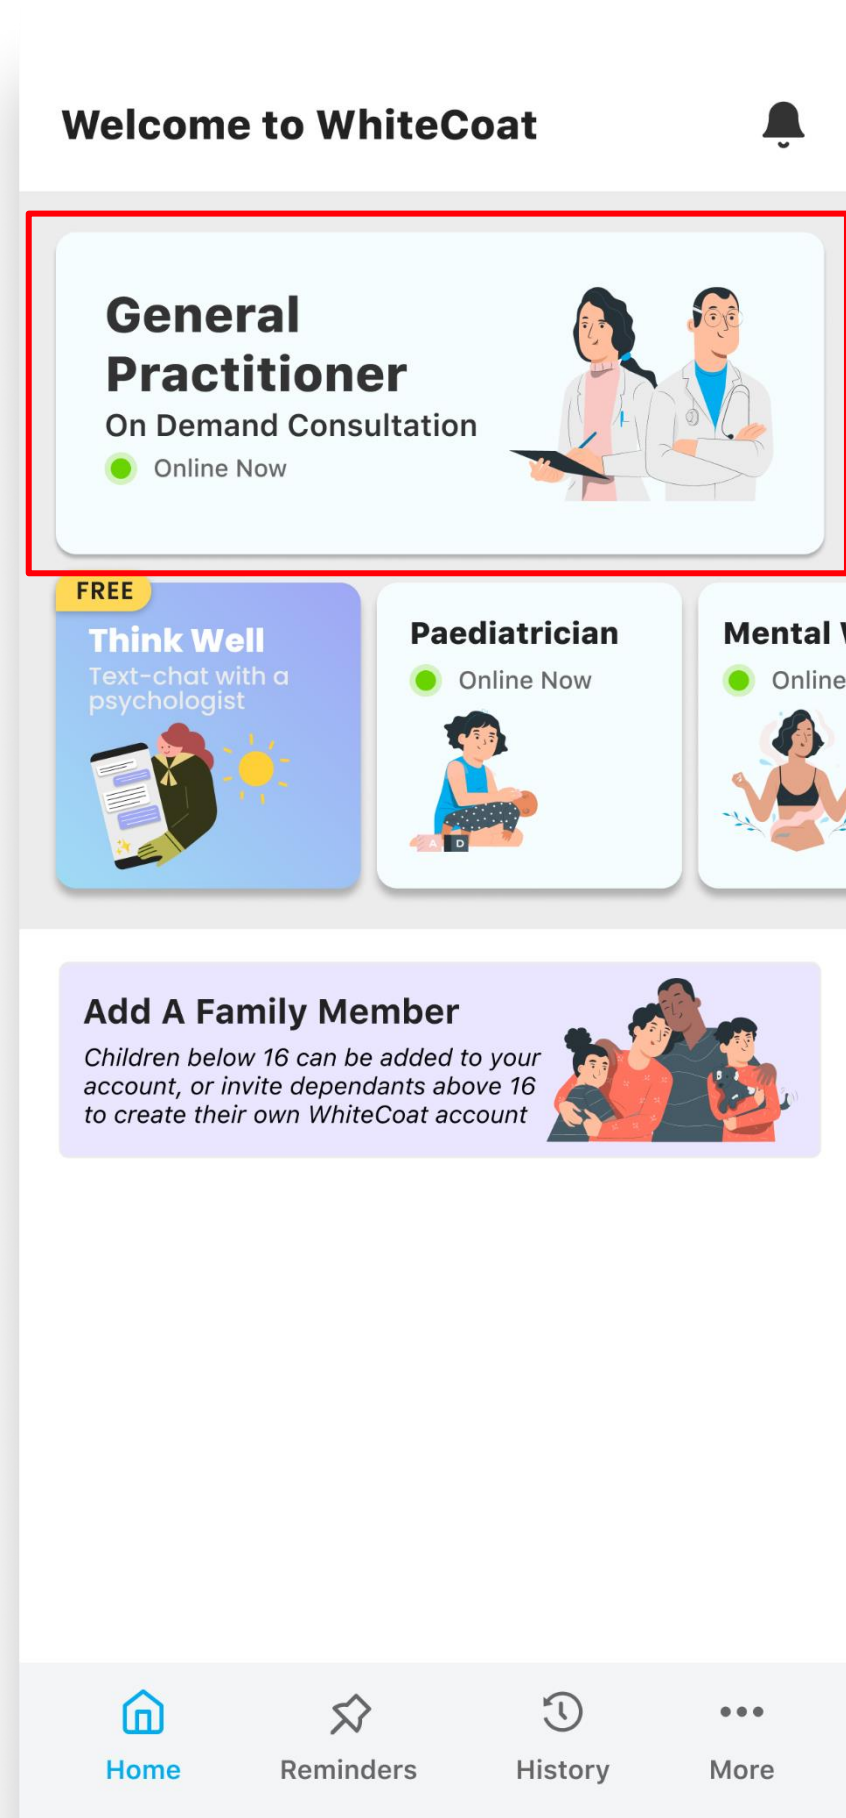 Welcome to WhiteCoat
General
Practitioner
On Demand Consultation
Online Now
FREE
Think Well
Text-chat with a
psychologist
Paediatrician
Online Now
A D
Mental
Online
Add A Family Member
Children below 16 can be added to your
account, or invite dependants above 16
to create their own WhiteCoat account
Home
Reminders
History
More